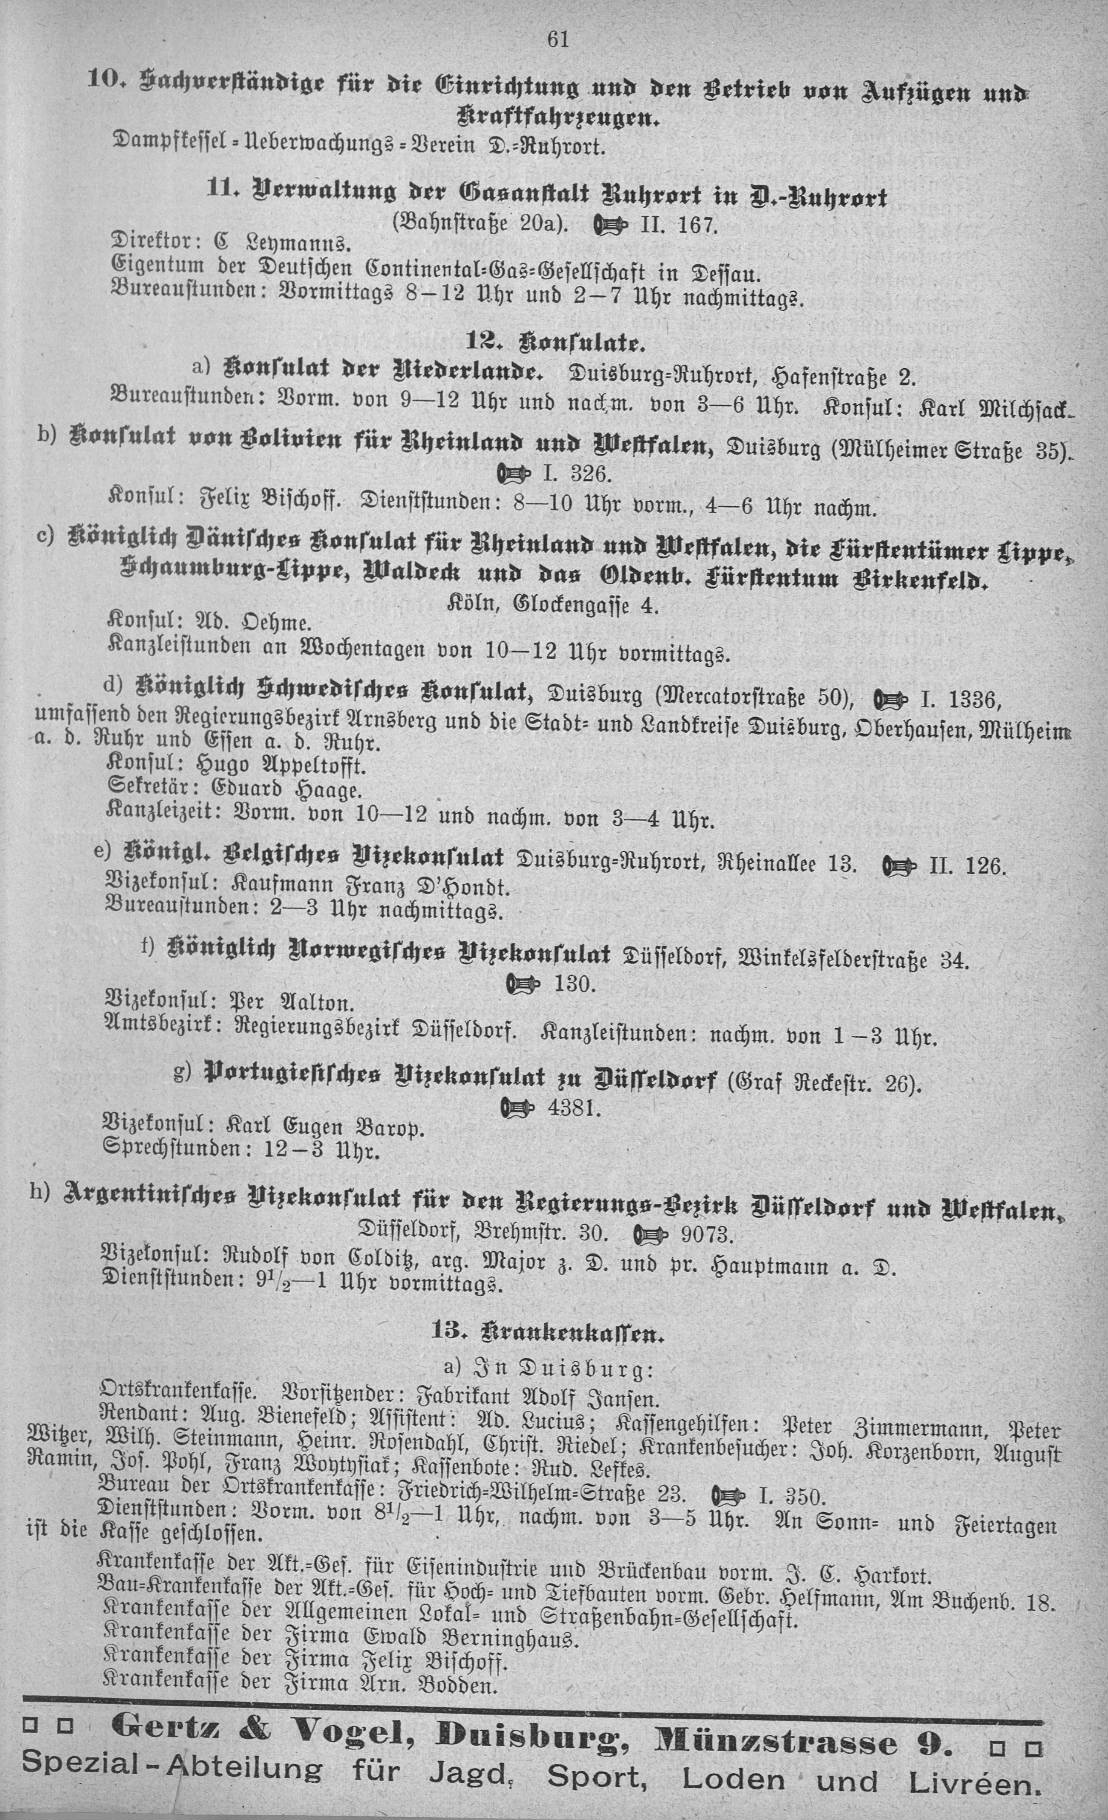 61
10. Sachverständige für die Einrichtung und den Betrieb von Aufzügen und
Kraftfahrzeugen.
Dampfkessel-Ueberwachungs-Verein D.-Ruhrort.
11. Verwaltung der Gasanstalt Ruhrort in D.-Ruhrort
(Bahnstraße 20a). II. 167.
Direktor: C Leymanns.
Eigentum der Deutschen Continental-Gas-Gesellschaft in Dessau.
Bureaustunden: Vormittags 8—12 Uhr und 2—7 Uhr nachmittags.
12. Konsulate.
a) Konsulat der Niederlande. Duisburg-Ruhrort, Hafenstraße 2.
Bureaustunden: Vorm. von 9—12 Uhr und nachm. von 3—6 Uhr. Konsul: Karl Milchsack.
b) Konsulat von Bolivien für Rheinland und Westfalen, Duisburg (Mülheimer Straße 35).
I. 326.
Konsul: Felix Bischoff. Dienststunden: 8—10 Uhr vorm., 4—6 Uhr nachm.
c) Königlich Dänisches Konsulat für Rheinland und Westfalen, die Fürstentümer Lippe,
Schaumburg-Lippe, Waldeck und das Oldenb. Fürstentum Birkenfeld.
Köln, Glockengasse 4.
Konsul: Ad. Oehme.
Kanzleistunden an Wochentagen von 10—12 Uhr vormittags.
d) Königlich Schwedisches Konsulat, Duisburg (Mercatorstraße 50), I. 1336,
umfassend den Regierungsbezirk Arnsberg und die Stadt- und Landkreise Duisburg, Oberhausen, Mülheim
a. d. Ruhr und Essen a. d. Ruhr.
Konsul: Hugo Appeltofft.
Sekretär: Eduard Haage.
Kanzleizeit: Vorm. von 10—12 und nachm. von 3—4 Uhr.
e) Königl. Belgisches Vizekonsulat Duisburg-Ruhrort, Rheinallee 13. II. 126.
Vizekonsul: Kaufmann Franz D'Hondt.
Bureaustunden: 2—3 Uhr nachmittags.
f) Königlich Norwegisches Vizekonsulat Düsseldorf, Winkelsfelderstraße 34.
130.
Vizekonsul: Per Aalton.
Amtsbezirk: Regierungsbezirk Düsseldorf. Kanzleistunden: nachm. von 1—3 Uhr.
g) Portugiesisches Vizekonsulat zu Düsseldorf (Graf Reckestr. 26).
4381.
Vizekonsul: Karl Eugen Barop.
Sprechstunden: 12—3 Uhr.
h) Argentinisches Vizekonsulat für den Regierungs-Bezirk Düsseldorf und Westfalen,
Düsseldorf, Brehmstr. 30. 9073.
Vizekonsul: Rudolf von Colditz, arg. Major z. D. und pr. Hauptmann a. D.
Dienststunden: 9½—1 Uhr vormittags.
13. Krankenkassen.
a) In Duisburg:
Ortskrankenkasse. Vorsitzender: Fabrikant Adolf Jansen.
Rendant: Aug. Bienefeld; Assistent: Ad. Lucius; Kassengehilfen: Peter Zimmermann, Peter
Witzer, Wilh. Steinmann, Heinr. Rosendahl, Christ. Riedel; Krankenbesucher: Joh. Korzenborn, August
Ramin, Jos. Pohl, Franz Woytysiak; Kassenbote: Rud. Leskes.
Bureau der Ortskrankenkasse: Friedrich-Wilhelm-Straße 23. I. 350.
Dienststunden: Vorm. von 8½—1 Uhr, nachm. von 3—5 Uhr. An Sonn- und Feiertagen
ist die Kasse geschlossen.
Krankenkasse der Akt.-Ges. für Eisenindustrie und Brückenbau vorm. J. C. Harkort.
Bau-Krankenkasse der Akt.-Ges. für Hoch- und Tiefbauten vorm. Gebr. Helfmann, Am Buchenb. 18.
Krankenkasse der Allgemeinen Lokal- und Straßenbahn-Gesellschaft.
Krankenkasse der Firma Ewald Berninghaus.
Krankenkasse der Firma Felix Bischoff.
Krankenkasse der Firma Arn. Bodden.
Gertz & Vogel, Duisburg, Münzstrasse 9.
Spezial-Abteilung für Jagd, Sport, Loden und Livréen.